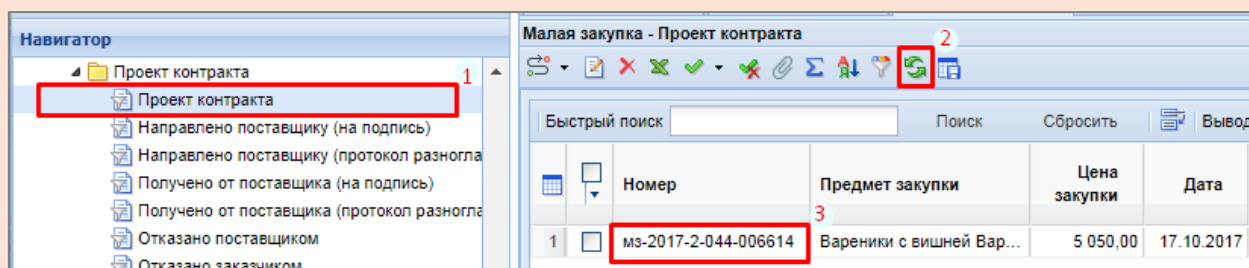 Навигатор
Проект контракта
1
Проект контракта
Направлено поставщику (на подпись)
Направлено поставщику (протокол разногла
Получено от поставщика (на подпись)
Получено от поставщика (протокол разногла
Отказано поставщиком
Отказано заказчиком
Малая закупка - Проект контракта
2
Быстрый поиск
Поиск
Сбросить
Вывод
Номер
Предмет закупки
Цена
закупки
Дата
3
1
мз-2017-2-044-006614
Вареники с вишней Вар...
5 050,00
17.10.2017